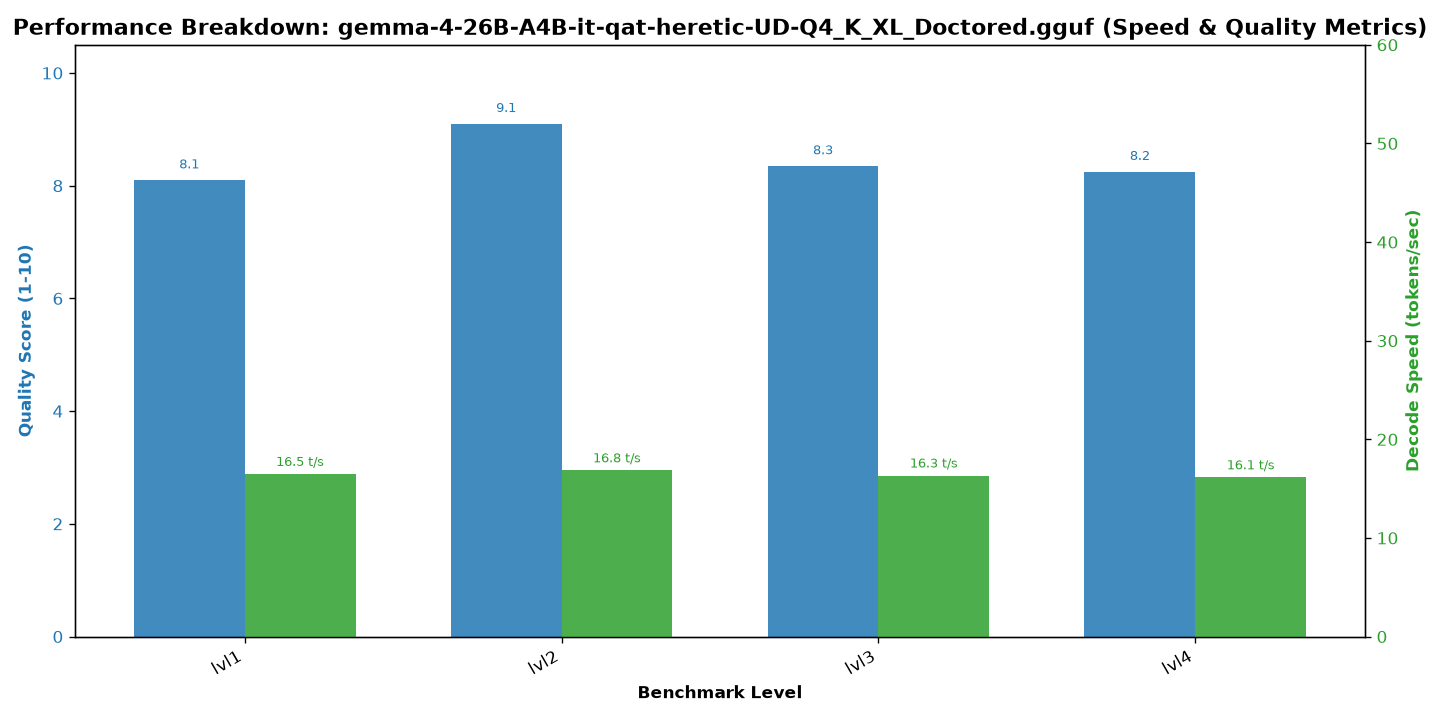 Performance Breakdown: gemma-4-26B-A4B-it-qat-heretic-UD-Q4_K_XL_Doctored.gguf (Speed & Quality Metrics)
Quality Score (1-10)
10
8
6
4
2
0
8.1
16.5 t/s
9.1
16.8 t/s
8.3
16.3 t/s
8.2
16.1 t/s
60
50
40
30
20
10
0
Decode Speed (tokens/sec)
lvl1
lvl2
lvl3
lvl4
Benchmark Level